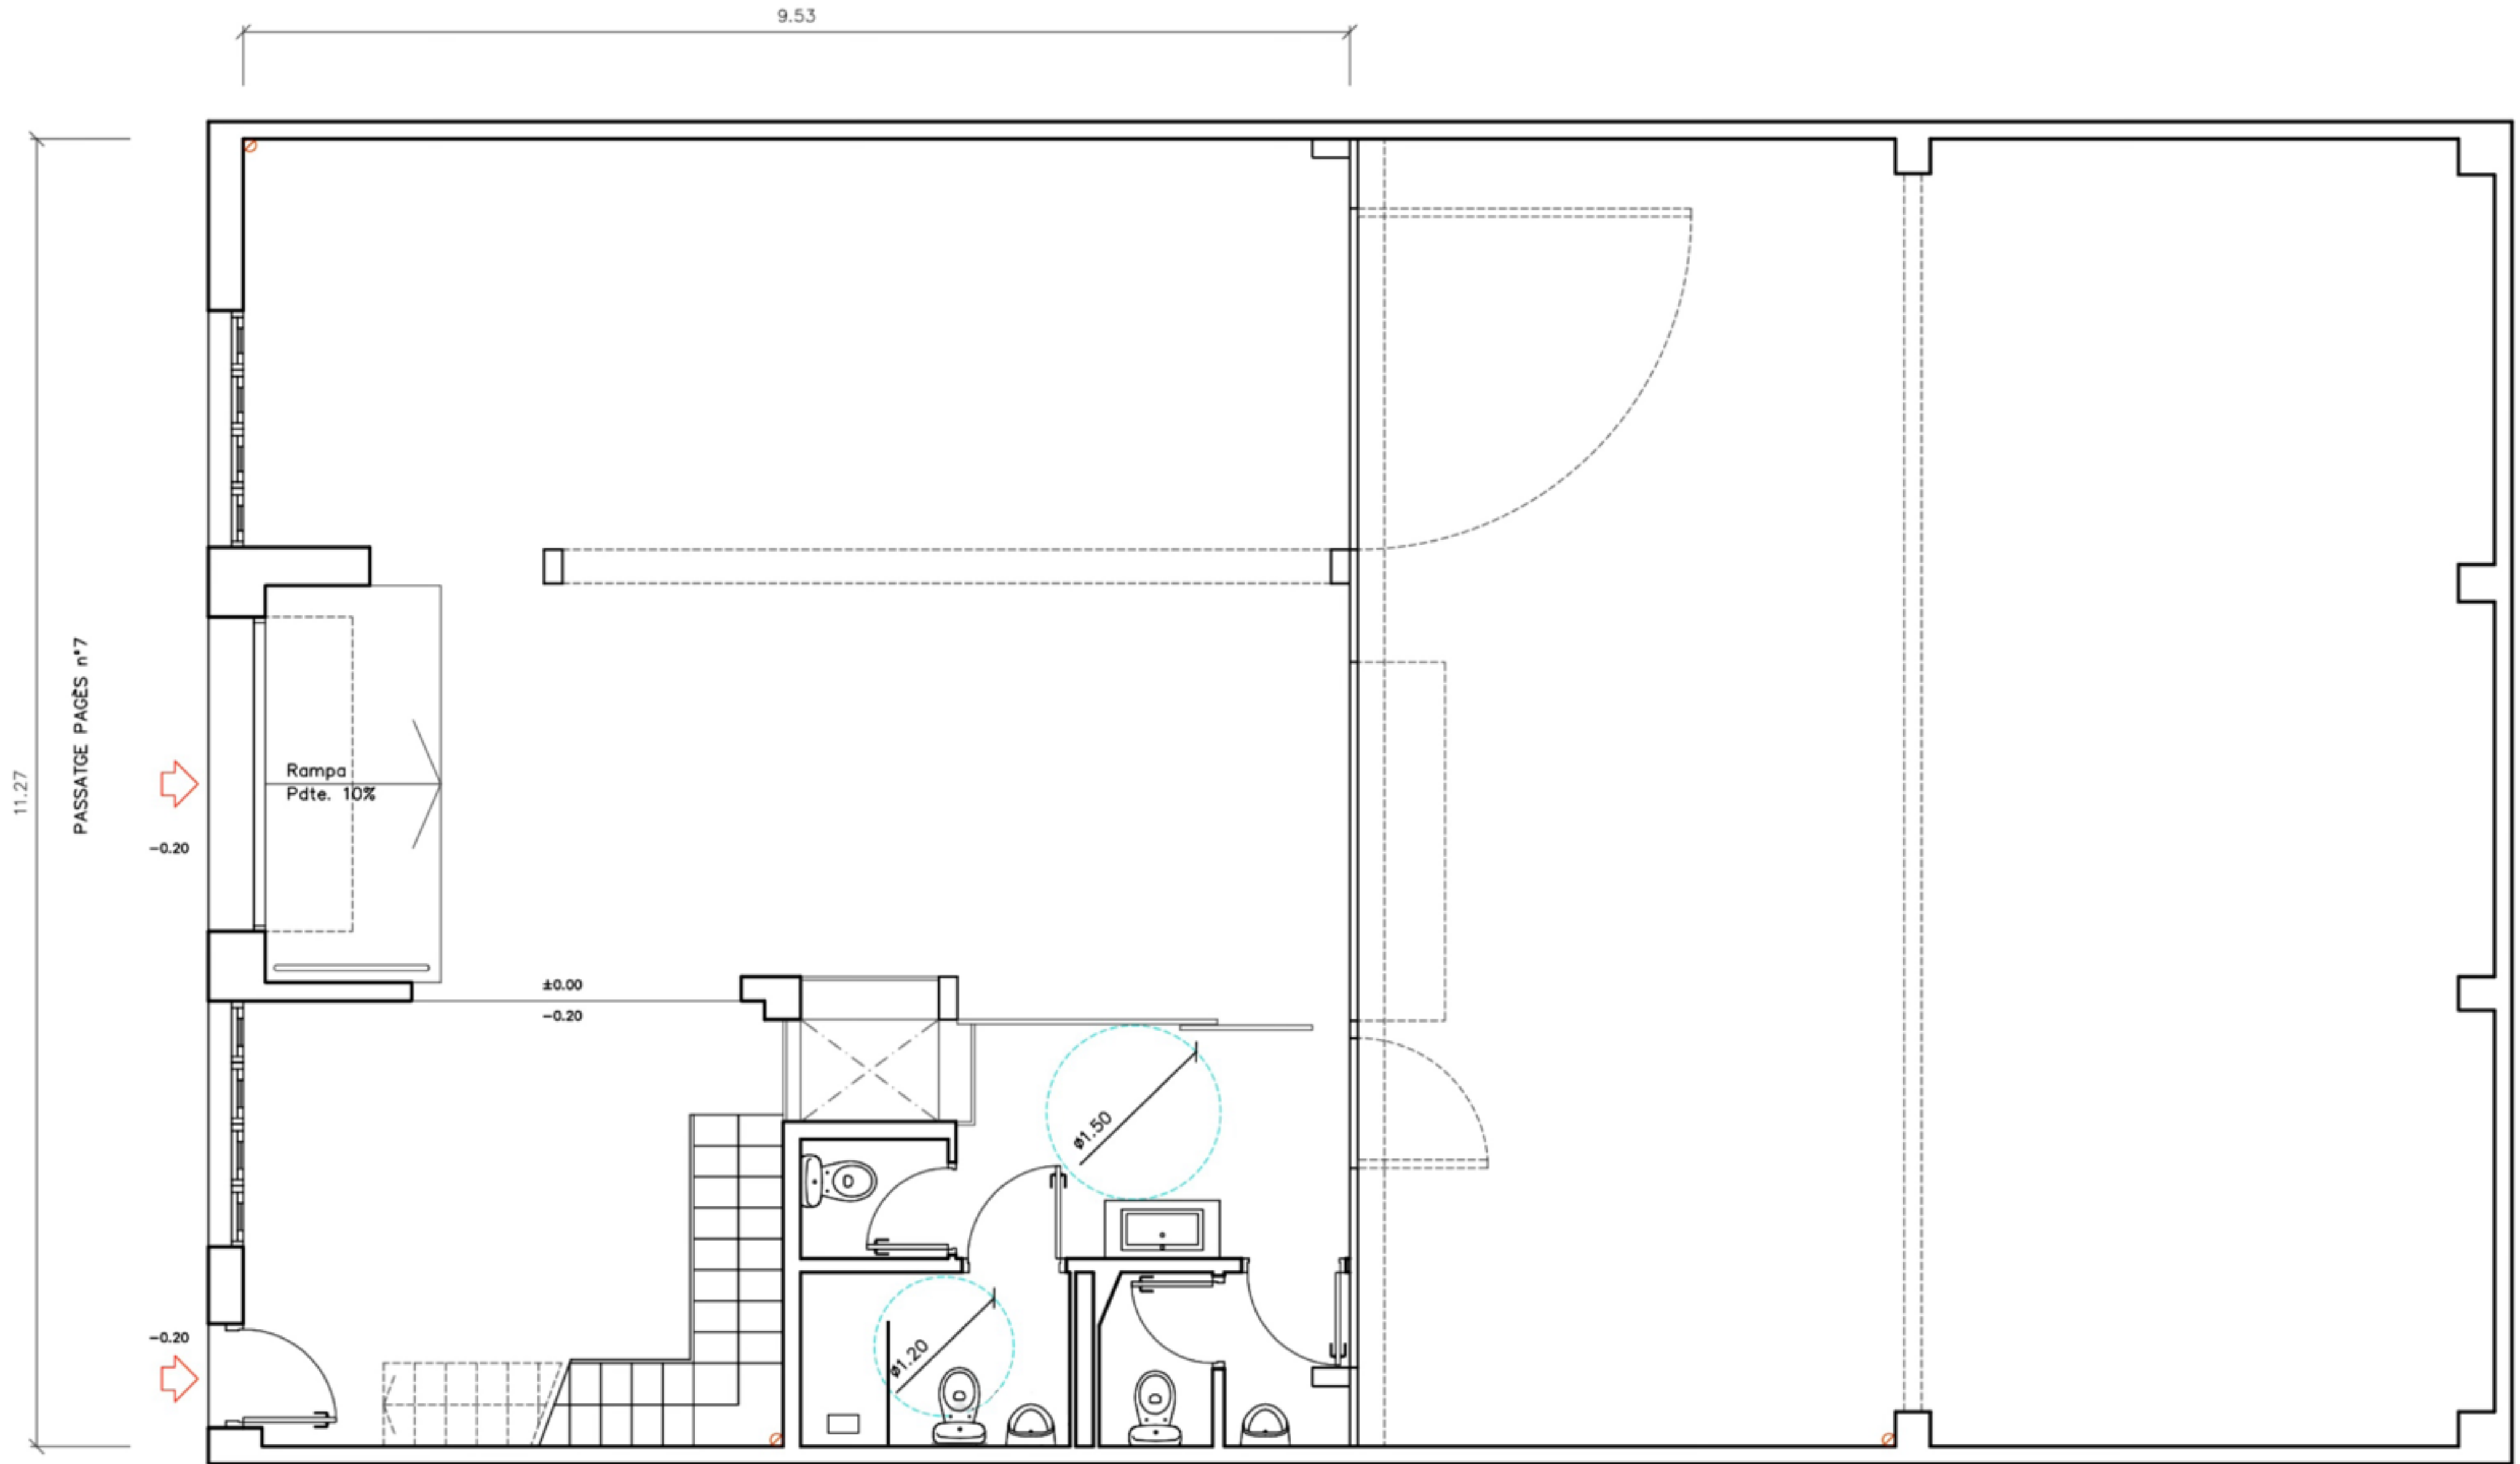 9.53
11.27
PASSATGE PAGÈS n°7
Rampa
Pdte. 10%
-0.20
±0.00
-0.20
ø1.50
-0.20
ø1.20